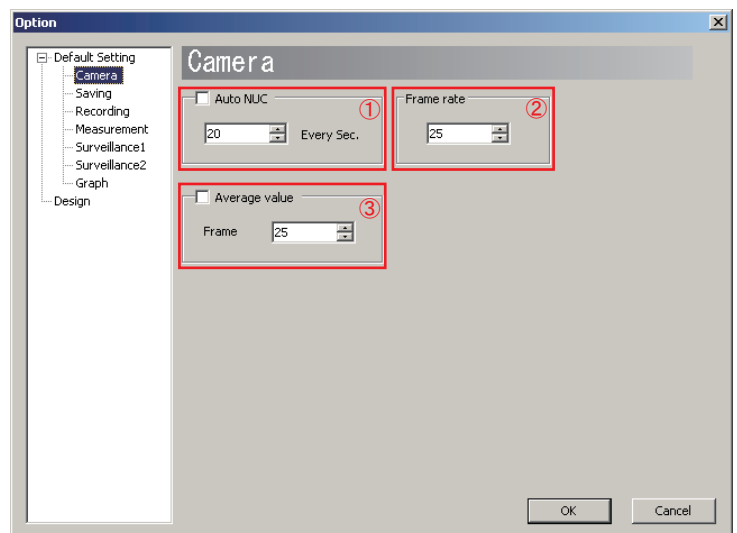 Option
Default Setting
Camera
Saving
Recording
Measurement
Surveillance1
Surveillance2
Graph
Design
Camera
Auto NUC
①
20
Every Sec.
Frame rate
②
25
Average value
③
Frame
25
OK
Cancel